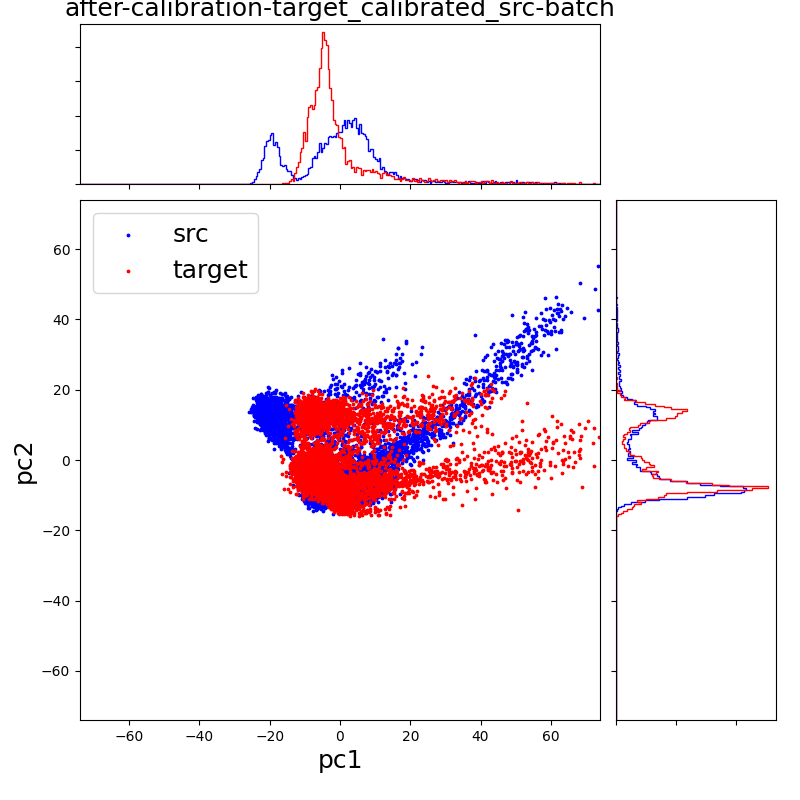 after-calibration-target_calibrated_src-batch
src
target
60
40
20
0
−20
−40
−60
pc2
−60 −40 −20 0 20 40 60
pc1